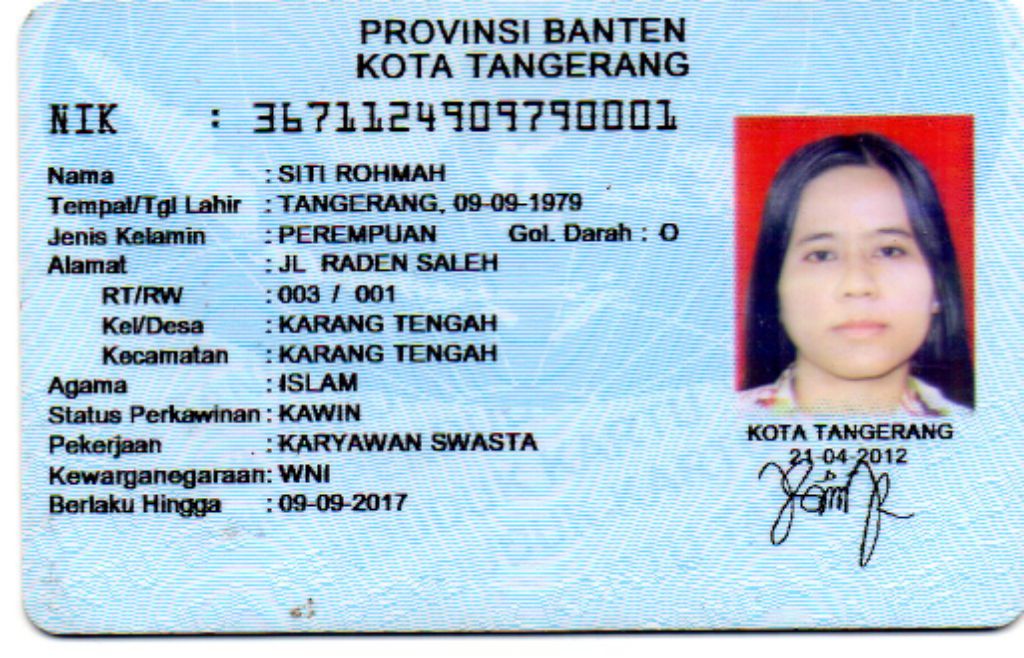 PROVINSI BANTEN
KOTA TANGERANG
NIK : 3671124909790001
Nama : SITI ROHMAH
Tempat/Tgl Lahir : TANGERANG, 09-09-1979
Jenis Kelamin : PEREMPUAN Gol. Darah : O
Alamat : JL RADEN SALEH
RT/RW : 003 / 001
Kel/Desa : KARANG TENGAH
Kecamatan : KARANG TENGAH
Agama : ISLAM
Status Perkawinan : KAWIN
Pekerjaan : KARYAWAN SWASTA
Kewarganegaraan: WNI
Berlaku Hingga : 09-09-2017
KOTA TANGERANG
21 04 2012